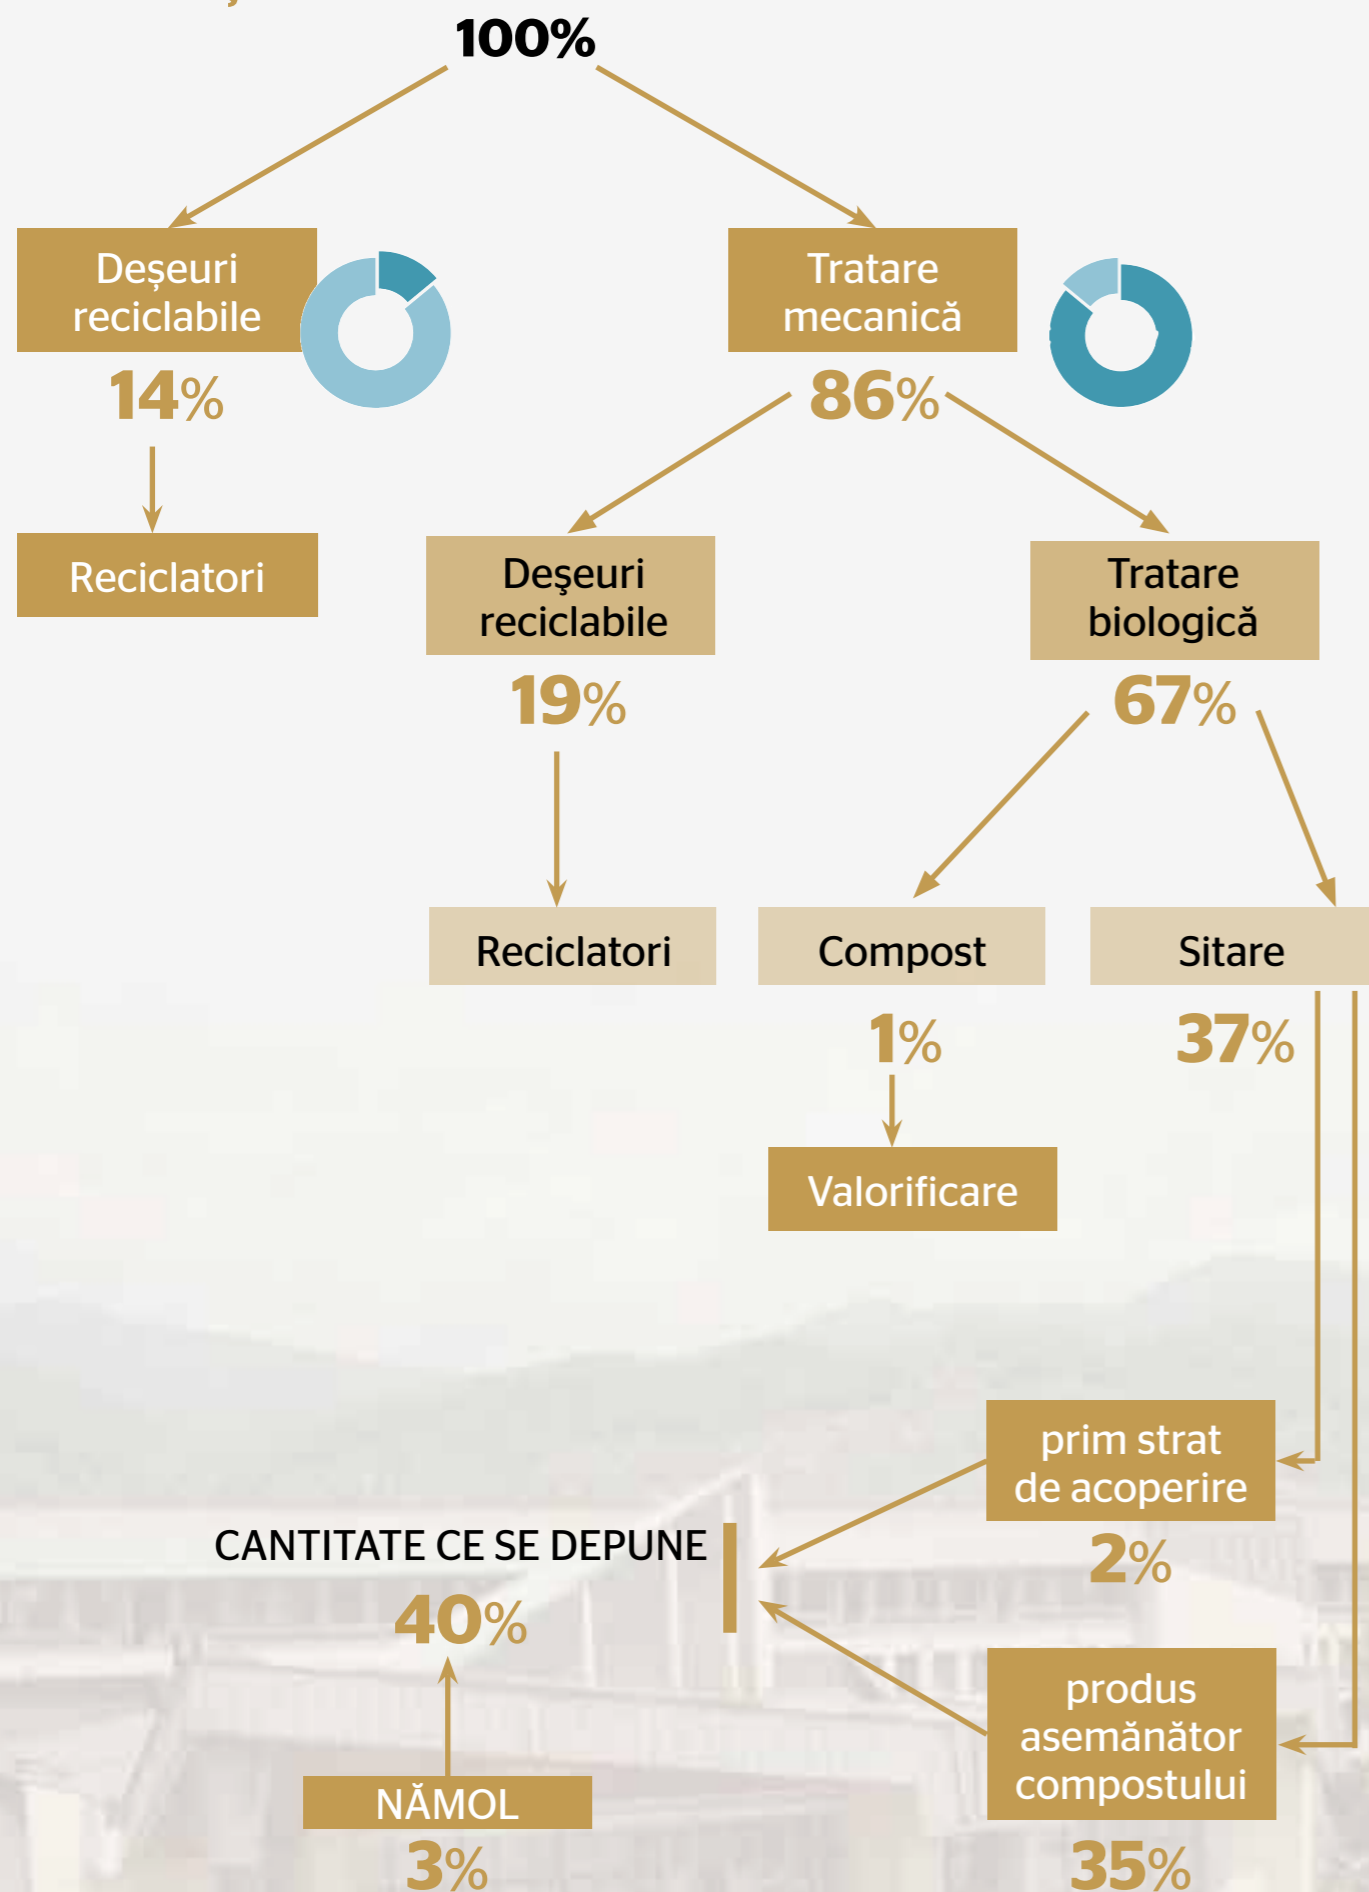 100%
Deșeuri
reciclabile
14%
Tratare
mecanică
86%
Reciclatori
Deşeuri
reciclabile
19%
Tratare
biologică
67%
Reciclatori
Compost
1%
Sitare
37%
Valorificare
prim strat
de acoperire
2%
CANTITATE CE SE DEPUNE
40%
produs
asemănător
compostului
35%
NĂMOL
3%